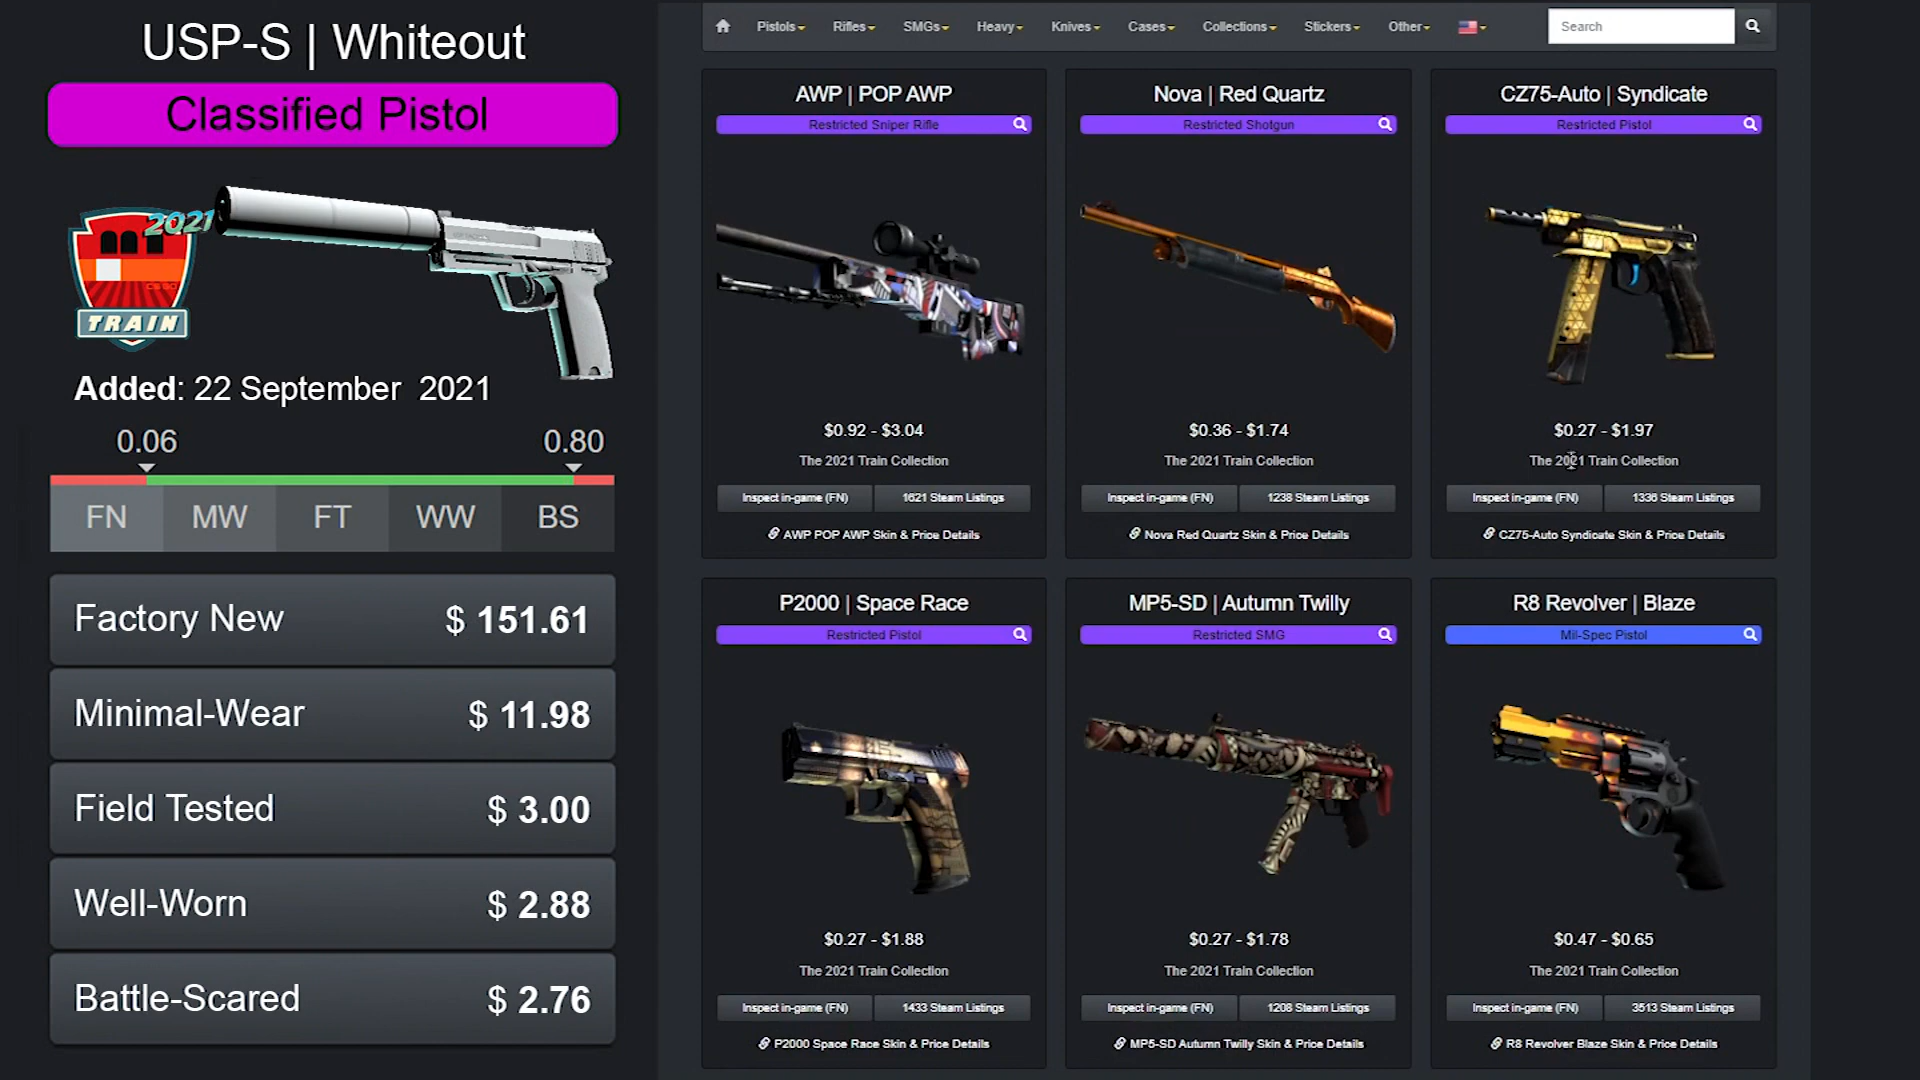 USP-S | Whiteout
Classified Pistol
2021
CS:GO
TRAIN
Added: 22 September 2021
0.06 0.80
FN MW FT WW BS
Factory New $ 151.61
Minimal-Wear $ 11.98
Field Tested $ 3.00
Well-Worn $ 2.88
Battle-Scared $ 2.76
Pistols Rifles SMGs Heavy Knives Cases Collections Stickers Other Search
AWP | POP AWP
Restricted Sniper Rifle
$0.92 - $3.04
The 2021 Train Collection
Inspect in-game (FN) 1621 Steam Listings
AWP POP AWP Skin & Price Details
Nova | Red Quartz
Restricted Shotgun
$0.36 - $1.74
The 2021 Train Collection
Inspect in-game (FN) 1238 Steam Listings
Nova Red Quartz Skin & Price Details
CZ75-Auto | Syndicate
Restricted Pistol
$0.27 - $1.97
The 2021 Train Collection
Inspect in-game (FN) 1336 Steam Listings
CZ75-Auto Syndicate Skin & Price Details
P2000 | Space Race
Restricted Pistol
$0.27 - $1.88
The 2021 Train Collection
Inspect in-game (FN) 1433 Steam Listings
P2000 Space Race Skin & Price Details
MP5-SD | Autumn Twilly
Restricted SMG
$0.27 - $1.78
The 2021 Train Collection
Inspect in-game (FN) 1208 Steam Listings
MP5-SD Autumn Twilly Skin & Price Details
R8 Revolver | Blaze
Mil-Spec Pistol
$0.47 - $0.65
The 2021 Train Collection
Inspect in-game (FN) 3513 Steam Listings
R8 Revolver Blaze Skin & Price Details